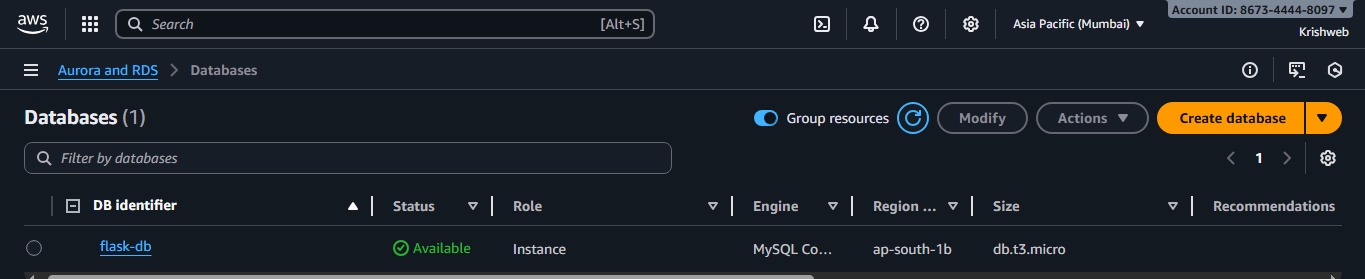 aws
Search [Alt+S]
Asia Pacific (Mumbai)
Account ID: 8673-4444-8097
Krishweb
Aurora and RDS > Databases
Databases (1)
Group resources
Modify
Actions
Create database
Filter by databases
1
DB identifier Status Role Engine Region ... Size Recommendations
flask-db Available Instance MySQL Co... ap-south-1b db.t3.micro